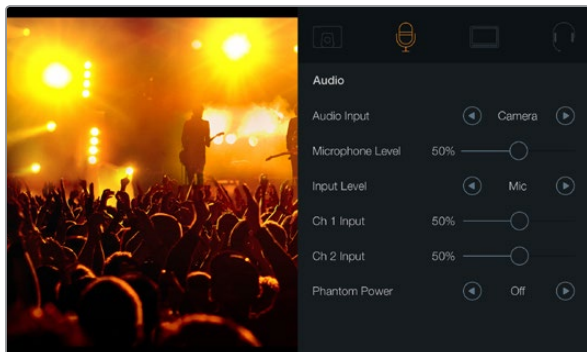 Audio
Audio Input Camera
Microphone Level 50%
Input Level Mic
Ch 1 Input 50%
Ch 2 Input 50%
Phantom Power Off